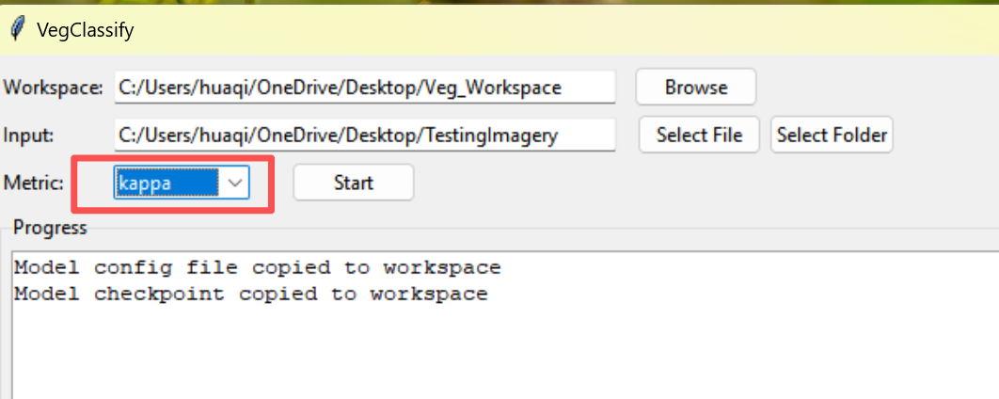 VegClassify
Workspace: C:/Users/huaqi/OneDrive/Desktop/Veg_Workspace Browse
Input: C:/Users/huaqi/OneDrive/Desktop/TestingImagery Select File Select Folder
Metric: kappa Start
Progress
Model config file copied to workspace
Model checkpoint copied to workspace